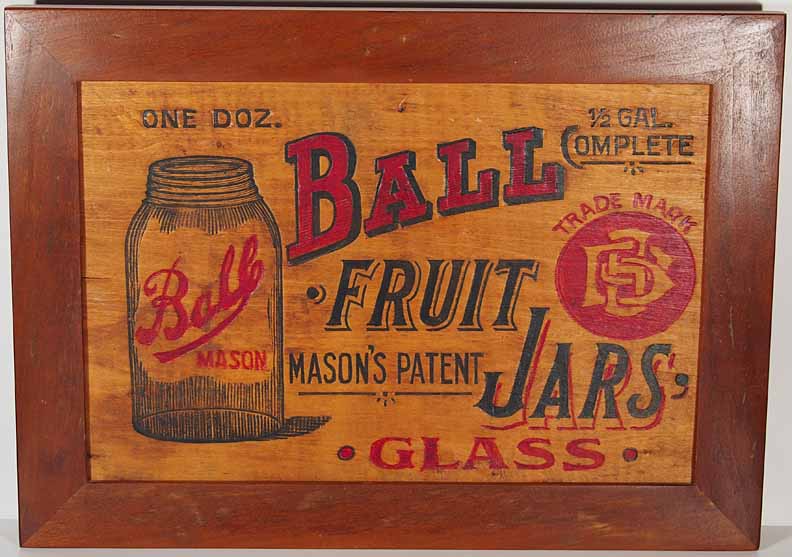 ONE DOZ.
1/2 GAL.
COMPLETE
BALL
TRADE MARK
FRUIT
Ball
MASON
MASON'S PATENT
JARS
GLASS